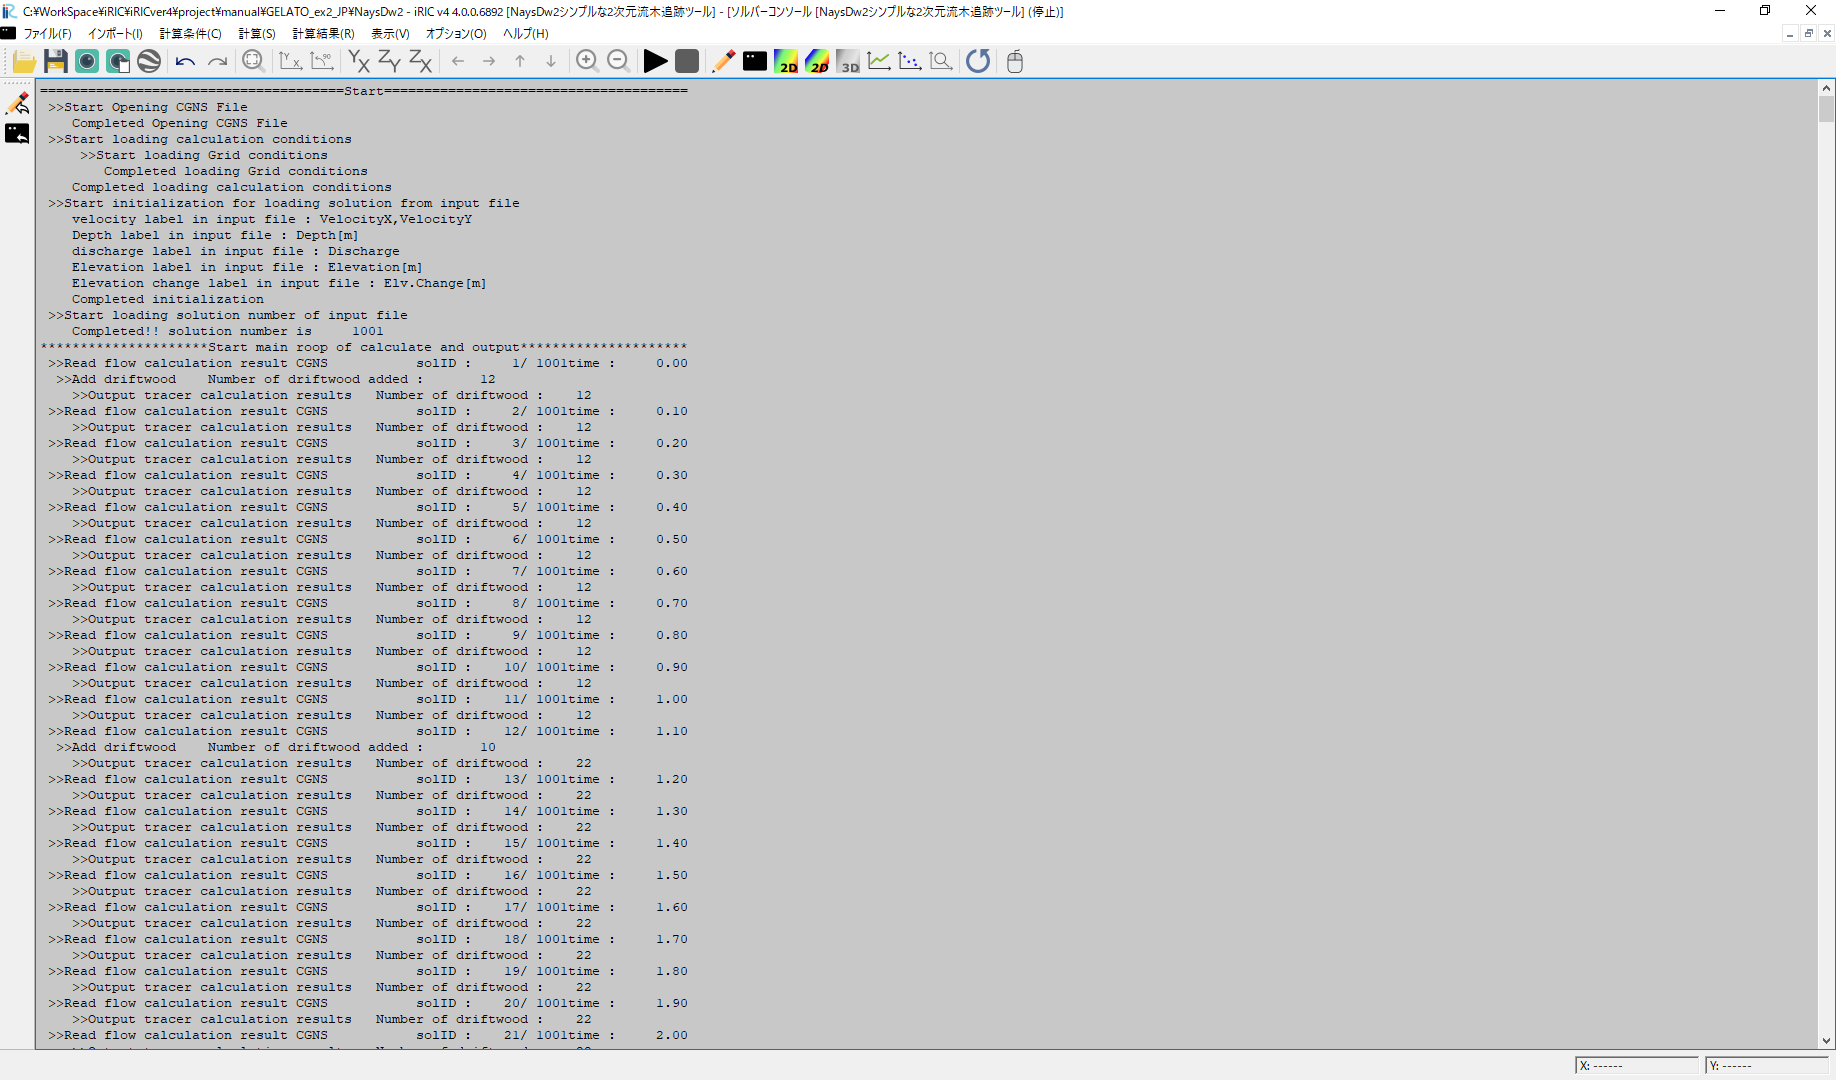 C:¥WorkSpace¥iRIC¥iRICver4¥project¥manual¥GELATO_ex2_JP¥NaysDw2 - iRIC v4 4.0.0.6892 [NaysDw2シンプルな2次元流木追跡ツール] - [ソルバーコンソール [NaysDw2シンプルな2次元流木追跡ツール] (停止)]
ファイル(F) インポート(I) 計算条件(C) 計算(S) 計算結果(R) 表示(V) オプション(O) ヘルプ(H)
2D 2D 3D
======================================Start======================================
>>Start Opening CGNS File
Completed Opening CGNS File
>>Start loading calculation conditions
>>Start loading Grid conditions
Completed loading Grid conditions
Completed loading calculation conditions
>>Start initialization for loading solution from input file
velocity label in input file : VelocityX,VelocityY
Depth label in input file : Depth[m]
discharge label in input file : Discharge
Elevation label in input file : Elevation[m]
Elevation change label in input file : Elv.Change[m]
Completed initialization
>>Start loading solution number of input file
Completed!! solution number is 1001
*********************Start main roop of calculate and output*********************
>>Read flow calculation result CGNS solID : 1/ 1001time : 0.00
>>Add driftwood Number of driftwood added : 12
>>Output tracer calculation results Number of driftwood : 12
>>Read flow calculation result CGNS solID : 2/ 1001time : 0.10
>>Output tracer calculation results Number of driftwood : 12
>>Read flow calculation result CGNS solID : 3/ 1001time : 0.20
>>Output tracer calculation results Number of driftwood : 12
>>Read flow calculation result CGNS solID : 4/ 1001time : 0.30
>>Output tracer calculation results Number of driftwood : 12
>>Read flow calculation result CGNS solID : 5/ 1001time : 0.40
>>Output tracer calculation results Number of driftwood : 12
>>Read flow calculation result CGNS solID : 6/ 1001time : 0.50
>>Output tracer calculation results Number of driftwood : 12
>>Read flow calculation result CGNS solID : 7/ 1001time : 0.60
>>Output tracer calculation results Number of driftwood : 12
>>Read flow calculation result CGNS solID : 8/ 1001time : 0.70
>>Output tracer calculation results Number of driftwood : 12
>>Read flow calculation result CGNS solID : 9/ 1001time : 0.80
>>Output tracer calculation results Number of driftwood : 12
>>Read flow calculation result CGNS solID : 10/ 1001time : 0.90
>>Output tracer calculation results Number of driftwood : 12
>>Read flow calculation result CGNS solID : 11/ 1001time : 1.00
>>Output tracer calculation results Number of driftwood : 12
>>Read flow calculation result CGNS solID : 12/ 1001time : 1.10
>>Add driftwood Number of driftwood added : 10
>>Output tracer calculation results Number of driftwood : 22
>>Read flow calculation result CGNS solID : 13/ 1001time : 1.20
>>Output tracer calculation results Number of driftwood : 22
>>Read flow calculation result CGNS solID : 14/ 1001time : 1.30
>>Output tracer calculation results Number of driftwood : 22
>>Read flow calculation result CGNS solID : 15/ 1001time : 1.40
>>Output tracer calculation results Number of driftwood : 22
>>Read flow calculation result CGNS solID : 16/ 1001time : 1.50
>>Output tracer calculation results Number of driftwood : 22
>>Read flow calculation result CGNS solID : 17/ 1001time : 1.60
>>Output tracer calculation results Number of driftwood : 22
>>Read flow calculation result CGNS solID : 18/ 1001time : 1.70
>>Output tracer calculation results Number of driftwood : 22
>>Read flow calculation result CGNS solID : 19/ 1001time : 1.80
>>Output tracer calculation results Number of driftwood : 22
>>Read flow calculation result CGNS solID : 20/ 1001time : 1.90
>>Output tracer calculation results Number of driftwood : 22
>>Read flow calculation result CGNS solID : 21/ 1001time : 2.00
X: ------ Y: ------